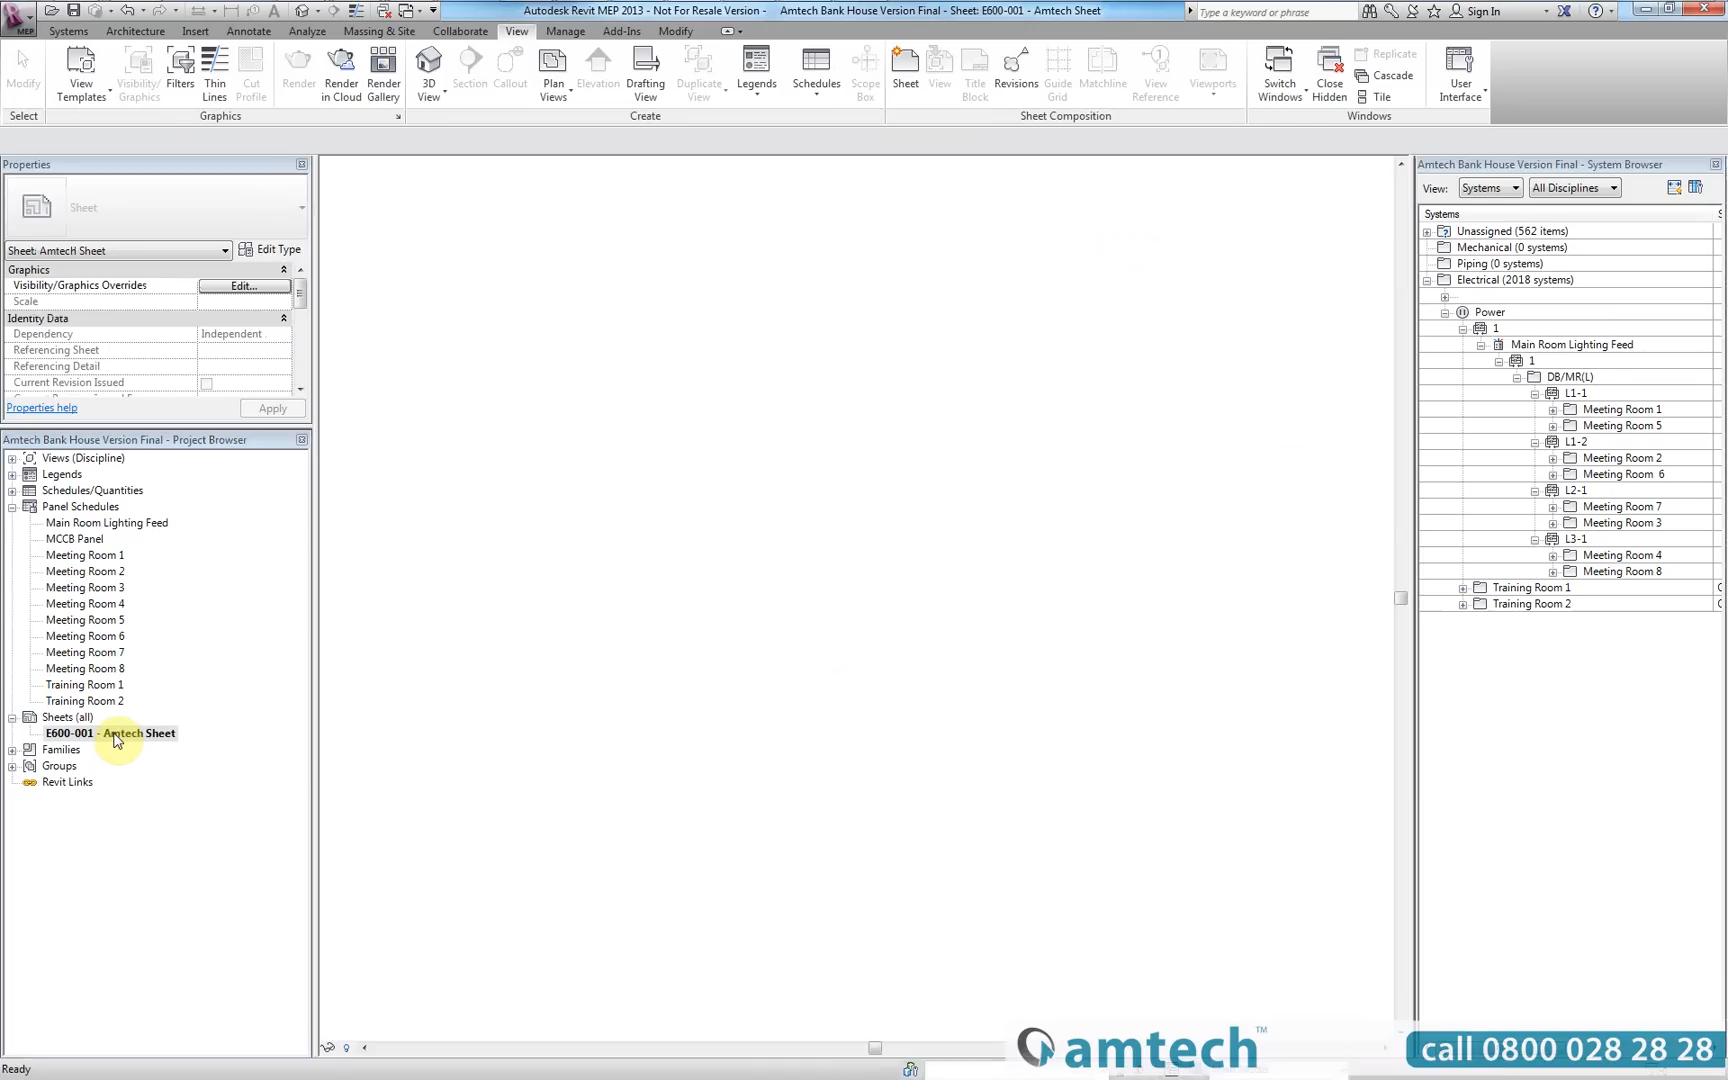 MEP
Autodesk Revit MEP 2013 - Not For Resale Version - Amtech Bank House Version Final - Sheet: E600-001 - Amtech Sheet
Type a keyword or phrase
Sign In
Systems Architecture Insert Annotate Analyze Massing & Site Collaborate View Manage Add-Ins Modify
Modify
View Templates
Visibility/ Graphics
Filters
Thin Lines
Cut Profile
Render
Render in Cloud
Render Gallery
3D View
Section
Callout
Plan Views
Elevation
Drafting View
Duplicate View
Legends
Schedules
Scope Box
Sheet
View
Title Block
Revisions
Guide Grid
Matchline
View Reference
Viewports
Switch Windows
Close Hidden
Replicate
Cascade
Tile
User Interface
Select Graphics Create Sheet Composition Windows
Properties
Sheet
Sheet: Amtech Sheet
Edit Type
Graphics
Visibility/Graphics Overrides Edit...
Scale
Identity Data
Dependency Independent
Referencing Sheet
Referencing Detail
Current Revision Issued
Properties help Apply
Amtech Bank House Version Final - Project Browser
Views (Discipline)
Legends
Schedules/Quantities
Panel Schedules
Main Room Lighting Feed
MCCB Panel
Meeting Room 1
Meeting Room 2
Meeting Room 3
Meeting Room 4
Meeting Room 5
Meeting Room 6
Meeting Room 7
Meeting Room 8
Training Room 1
Training Room 2
Sheets (all)
E600-001 - Amtech Sheet
Families
Groups
Revit Links
Ready
Amtech Bank House Version Final - System Browser
View: Systems All Disciplines
Systems
Unassigned (562 items)
Mechanical (0 systems)
Piping (0 systems)
Electrical (2018 systems)
Power
1
Main Room Lighting Feed
1
DB/MR(L)
L1-1
Meeting Room 1
Meeting Room 5
L1-2
Meeting Room 2
Meeting Room 6
L2-1
Meeting Room 7
Meeting Room 3
L3-1
Meeting Room 4
Meeting Room 8
Training Room 1
Training Room 2
amtech™
call 0800 028 28 28